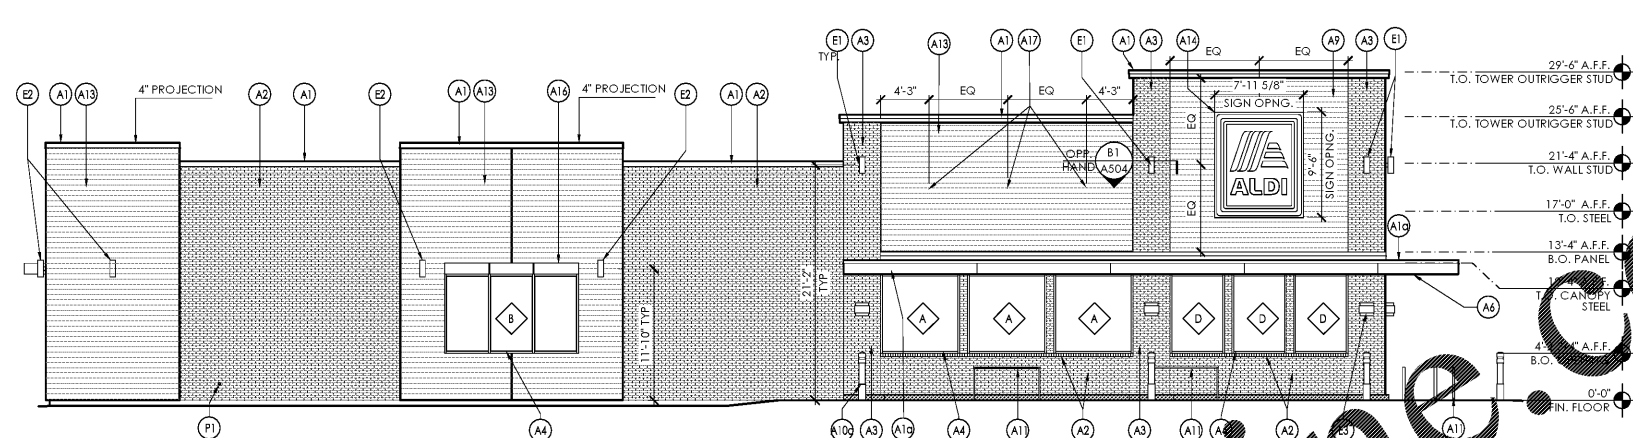 E1 A3 A13 A1 A17 E1 A1 A3 A14 EQ EQ A9 A3 E1
TYP.
29'-6" A.F.F.
T.O. TOWER OUTRIGGER STUD
E2 A1 A13 4" PROJECTION A2 A1 E2 A1 A13 A16 4" PROJECTION E2 A1 A2
4'-3" EQ EQ 4'-3"
7'-11 5/8"
SIGN OPNG.
25'-6" A.F.F.
T.O. TOWER OUTRIGGER STUD
EQ
OPP.
HAND
B1
A504
ALDI
9'-6"
SIGN OPNG.
21'-4" A.F.F.
T.O. WALL STUD
EQ
17'-0" A.F.F.
T.O. STEEL
A1a
13'-4" A.F.F.
B.O. PANEL
21'-2"
TYP.
T.O. CANOPY
STEEL
A6
11'-10" TYP.
B A A A D D D
A.F.F.
B.O.
0'-0"
FIN. FLOOR
P1 A4 A3 A1a A4 A11 A2 A3 A11 A2 E3 A11